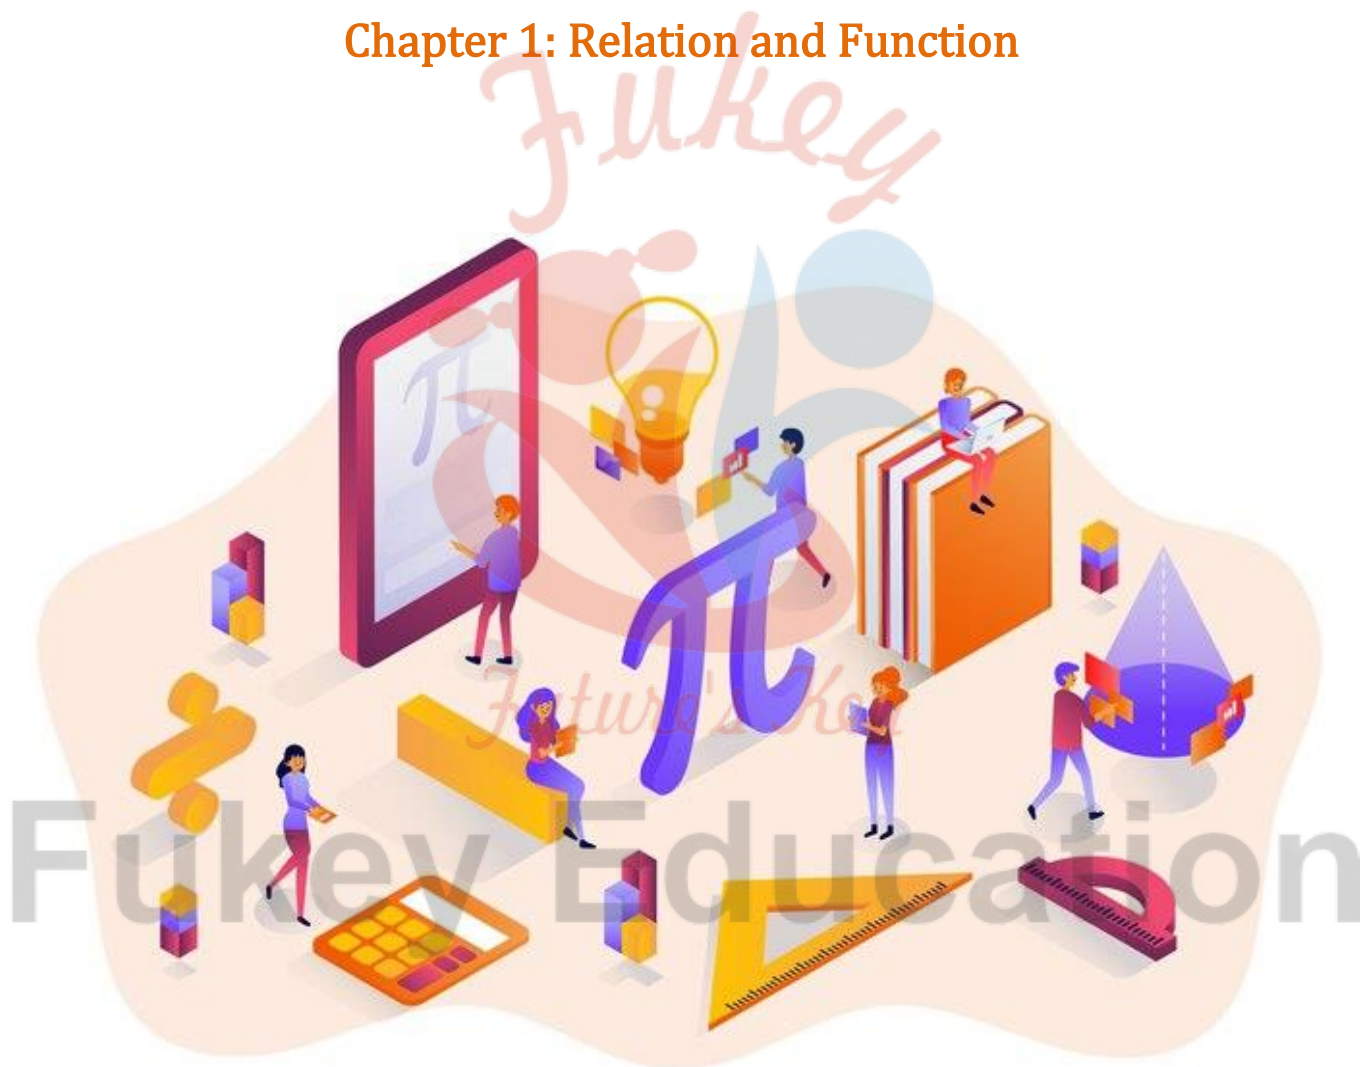 Chapter 1: Relation and Function
Fukey
π
π
Future's Key
Fukey Education